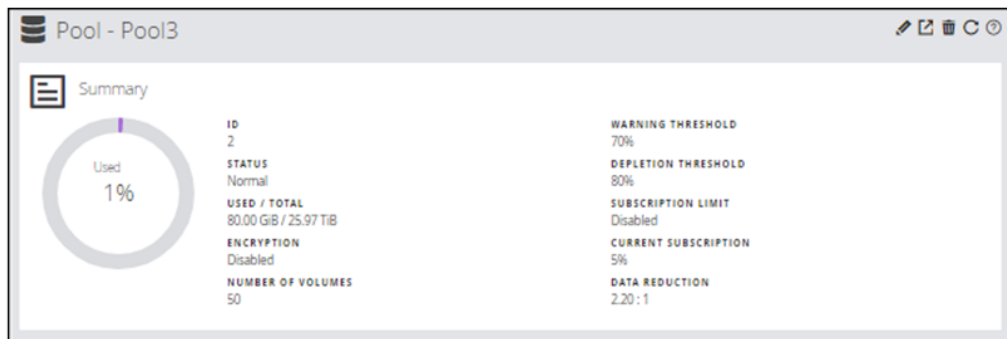 Pool - Pool3
Summary
Used
1%
ID
2
STATUS
Normal
USED / TOTAL
80.00 GiB / 25.97 TiB
ENCRYPTION
Disabled
NUMBER OF VOLUMES
50
WARNING THRESHOLD
70%
DEPLETION THRESHOLD
80%
SUBSCRIPTION LIMIT
Disabled
CURRENT SUBSCRIPTION
5%
DATA REDUCTION
2.20 : 1